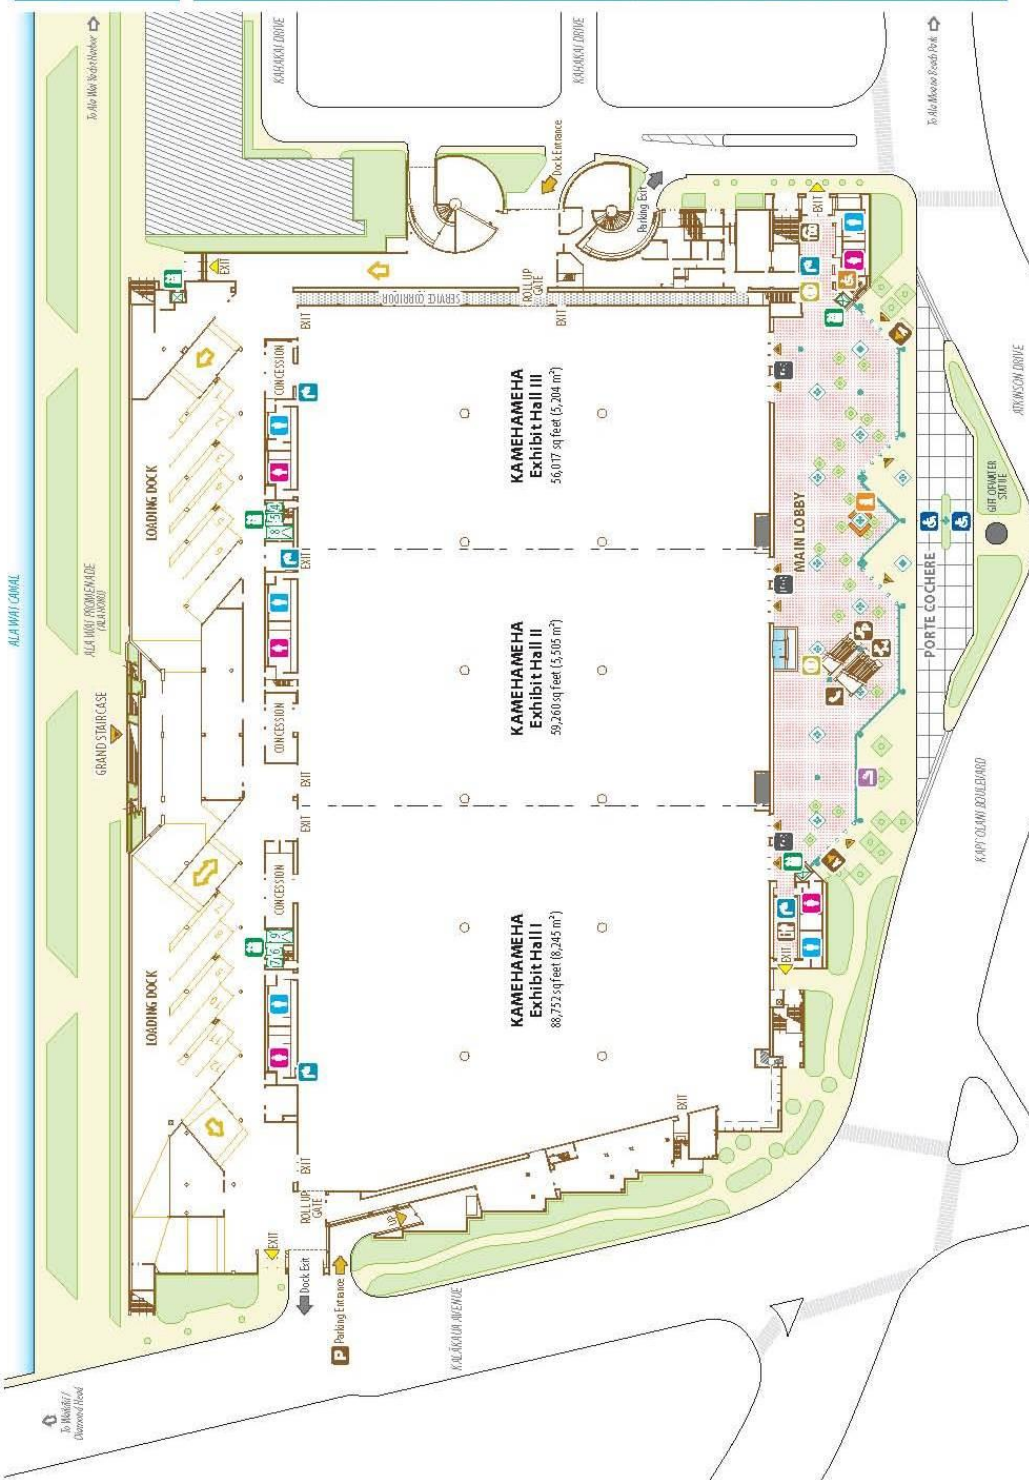 ALA WAI CANAL
To Ala Wai Yacht Harbor
ALA WAI PROMENADE
GRAND STAIRCASE
To Waikiki /
Diamond Head
KAHAKAI DRIVE
KAHAKAI DRIVE
To Ala Moana Beach Park
Dock Entrance
Parking Exit
EXIT
EXIT
LOADING DOCK
LOADING DOCK
SERVICE CORRIDOR
ROLL UP
GATE
EXIT
EXIT
CONCESSION
EXIT
CONCESSION
EXIT
EXIT
CONCESSION
EXIT
ROLL UP
GATE
EXIT
Dock Exit
P
Parking Entrance
UP
EXIT
EXIT
KAMEHAMEHA
Exhibit Hall III
56,017 sq feet (5,204 m²)
KAMEHAMEHA
Exhibit Hall II
59,260 sq feet (5,505 m²)
KAMEHAMEHA
Exhibit Hall I
88,752 sq feet (8,245 m²)
MAIN LOBBY
PORTE COCHERE
GIFT OF WATER
STATUE
ATKINSON DRIVE
KAPIʻOLANI BOULEVARD
KALĀKAUA AVENUE